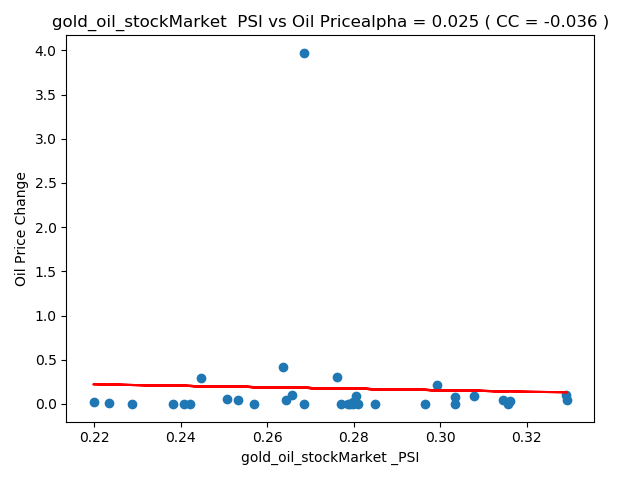 gold_oil_stockMarket  PSI vs Oil Pricealpha = 0.025 ( CC = -0.036 )
4.0
3.5
3.0
2.5
2.0
1.5
1.0
0.5
0.0
Oil Price Change
0.22 0.24 0.26 0.28 0.30 0.32
gold_oil_stockMarket _PSI